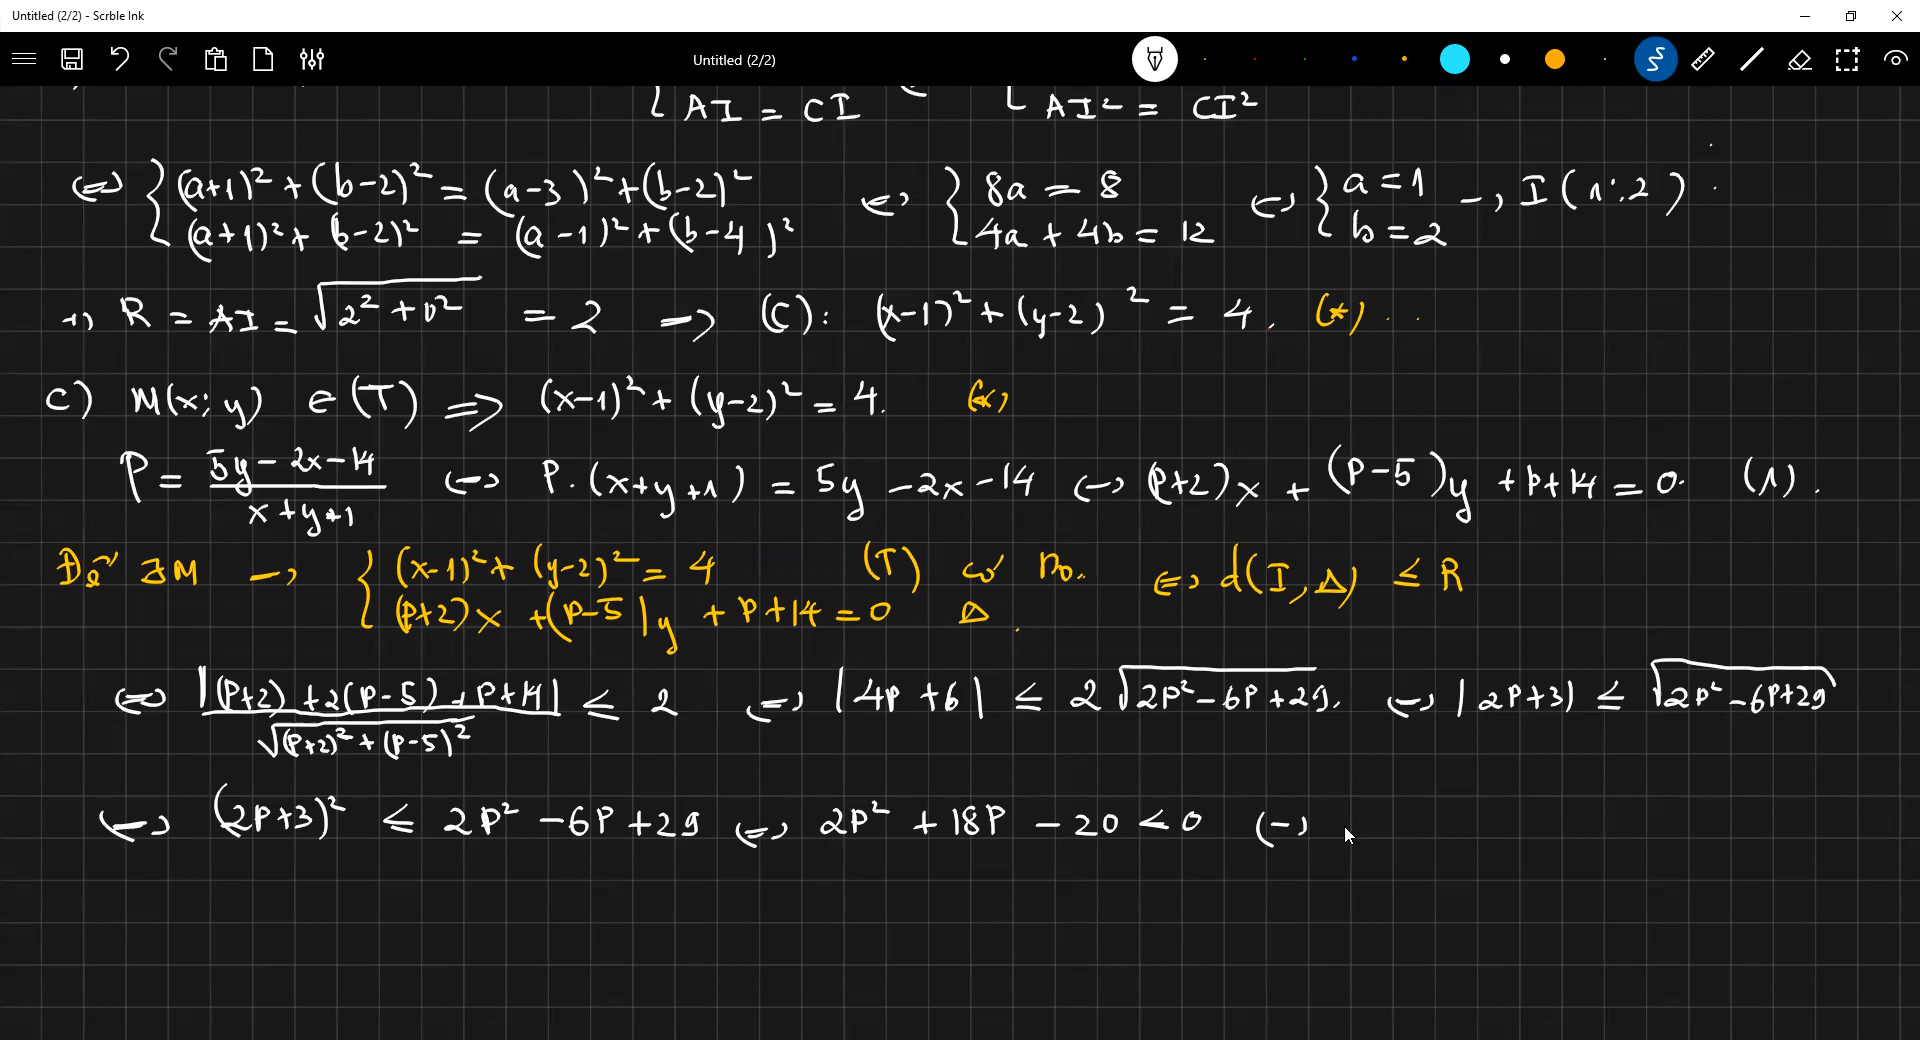 Untitled (2/2) - Scrble Ink
Untitled (2/2)
{ AI = CI { AI² = CI²
⇔ { (a+1)² + (b-2)² = (a-3)² + (b-2)² ⇔ { 8a = 8 ⇔ { a = 1 → I(1;2)
(a+1)² + (b-2)² = (a-1)² + (b-4)² 4a + 4b = 12 b = 2
→ R = AI = √(2² + 0²) = 2 → (C): (x-1)² + (y-2)² = 4. (*)
c) M(x; y) ∈ (T) ⇒ (x-1)² + (y-2)² = 4. (*)
P = (5y - 2x - 14)/(x+y+1) ⇔ P.(x+y+1) = 5y - 2x - 14 ⇔ (P+2)x + (P-5)y + P+14 = 0. (1).
Để ∃M → { (x-1)² + (y-2)² = 4 (T) có no. ⇔ d(I, Δ) ≤ R
(P+2)x + (P-5)y + P+14 = 0 Δ
⇔ |(P+2) + 2(P-5) + P+14| / √((P+2)² + (P-5)²) ≤ 2 ⇔ |4P + 6| ≤ 2√(2P² - 6P + 29). ⇔ |2P+3| ≤ √(2P² - 6P + 29)
⇔ (2P+3)² ≤ 2P² - 6P + 29 ⇔ 2P² + 18P - 20 < 0 ⇔